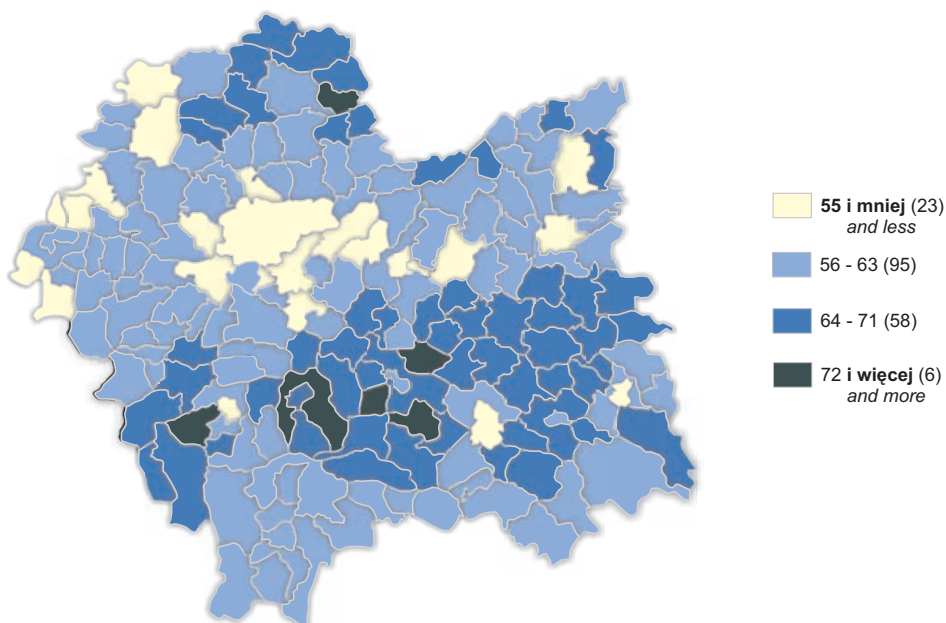 55 i mniej (23)
and less
56 - 63 (95)
64 - 71 (58)
72 i więcej (6)
and more